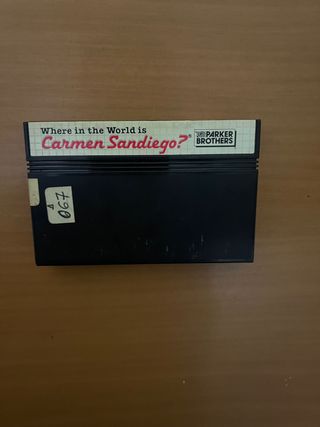 Where in the World is
Carmen Sandiego?®
PARKER
BROTHERS
A
067